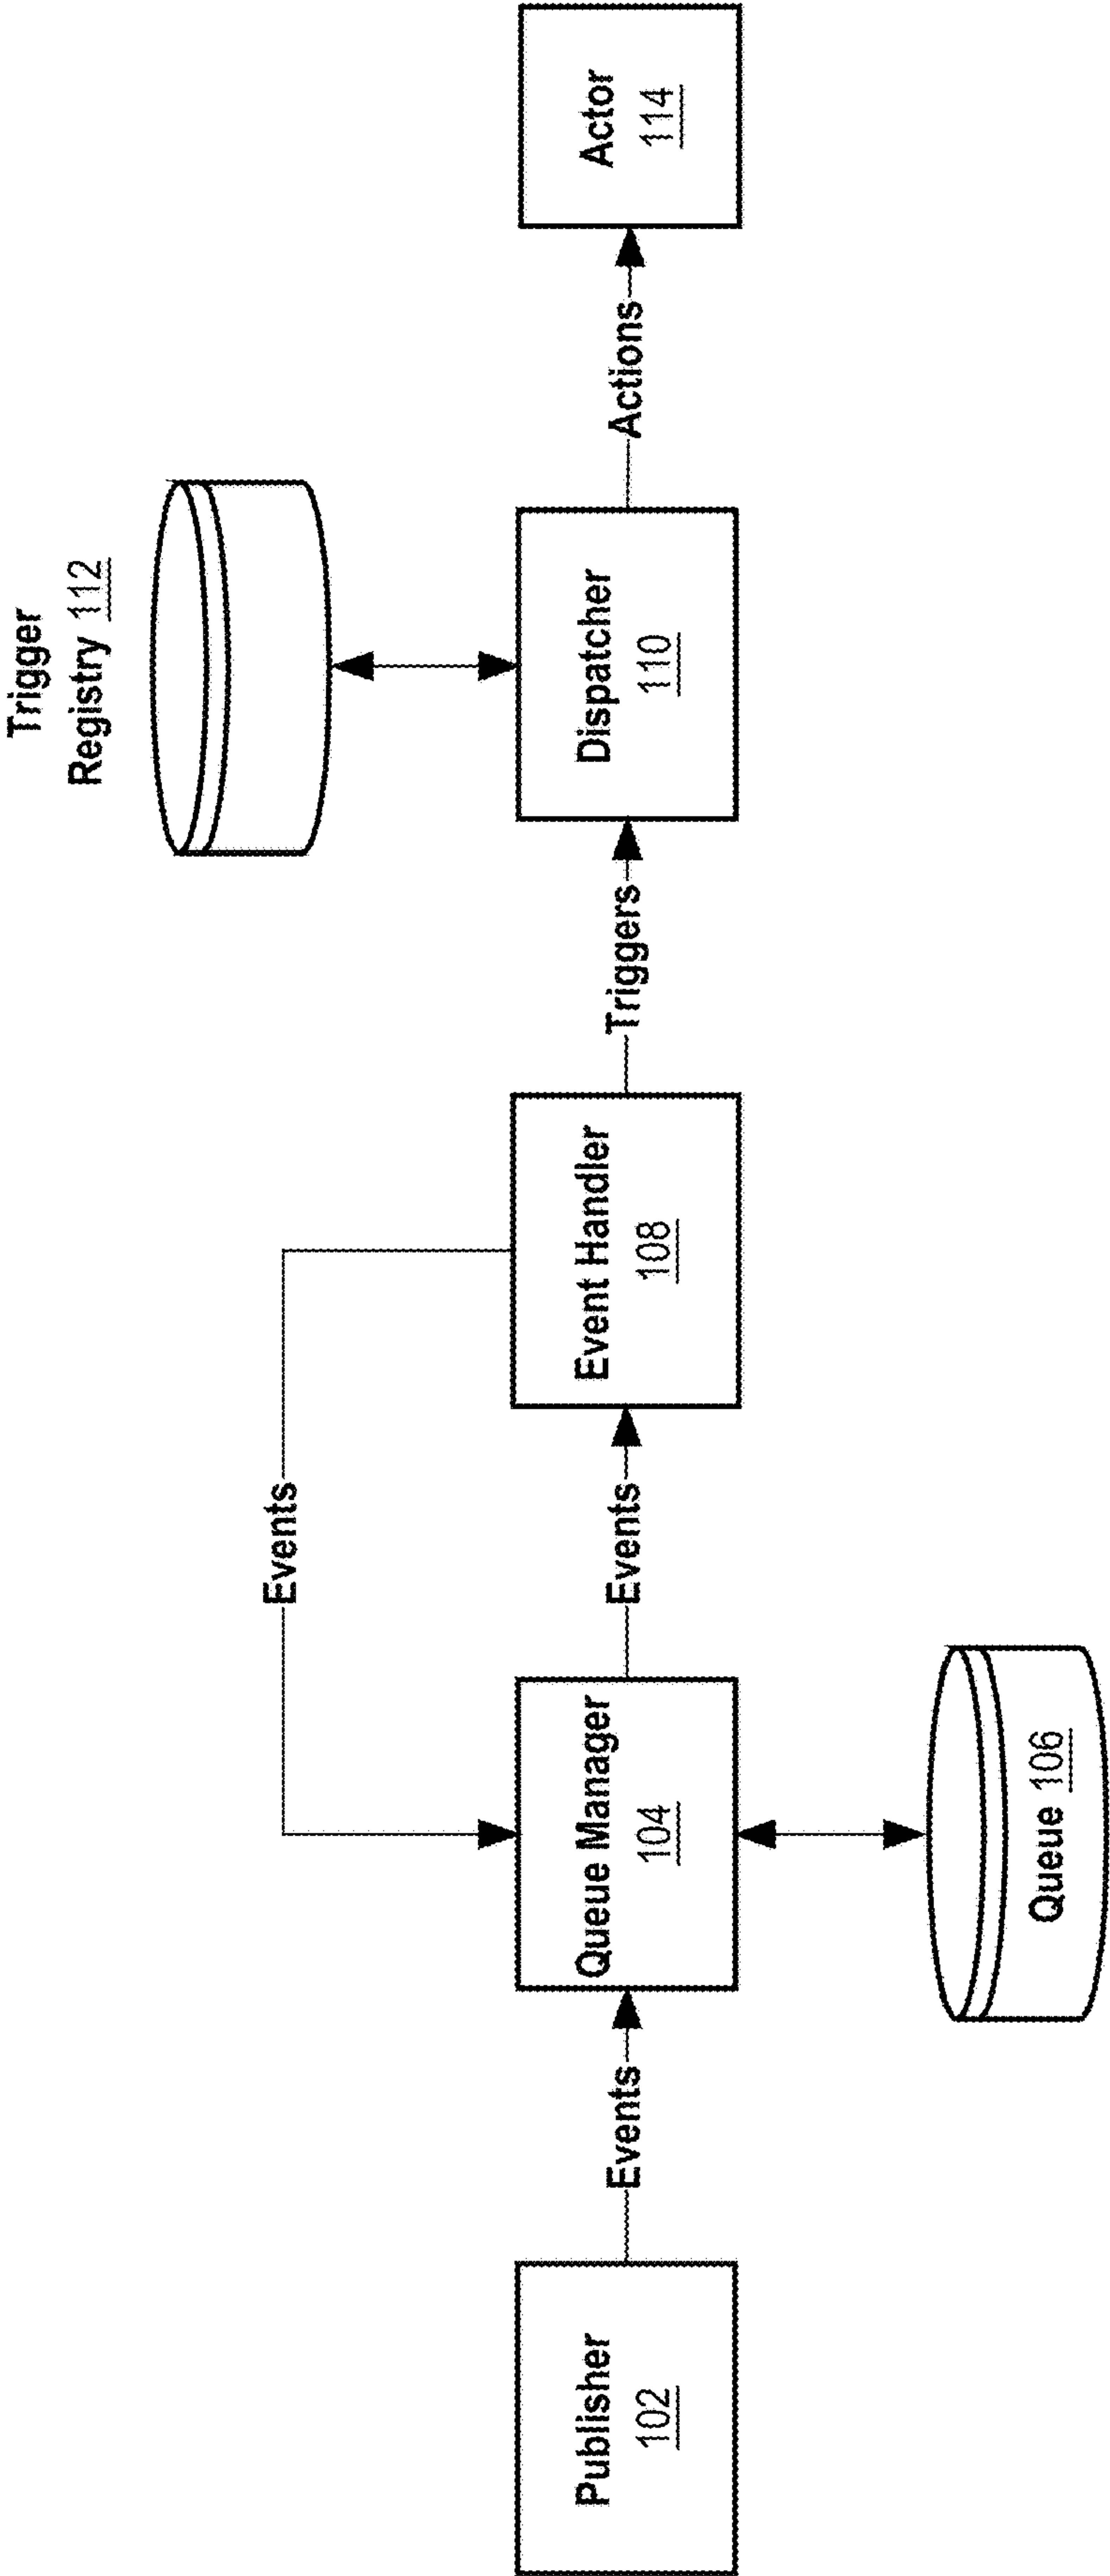 Trigger
Registry 112
Events
Publisher
102
Events
Queue Manager
104
Events
Event Handler
108
Triggers
Dispatcher
110
Actions
Actor
114
Queue 106